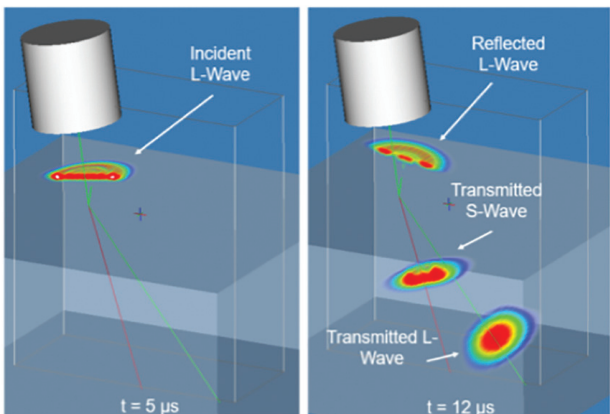 Incident
L-Wave
t = 5 μs
Reflected
L-Wave
Transmitted
S-Wave
Transmitted L-
Wave
t = 12 μs